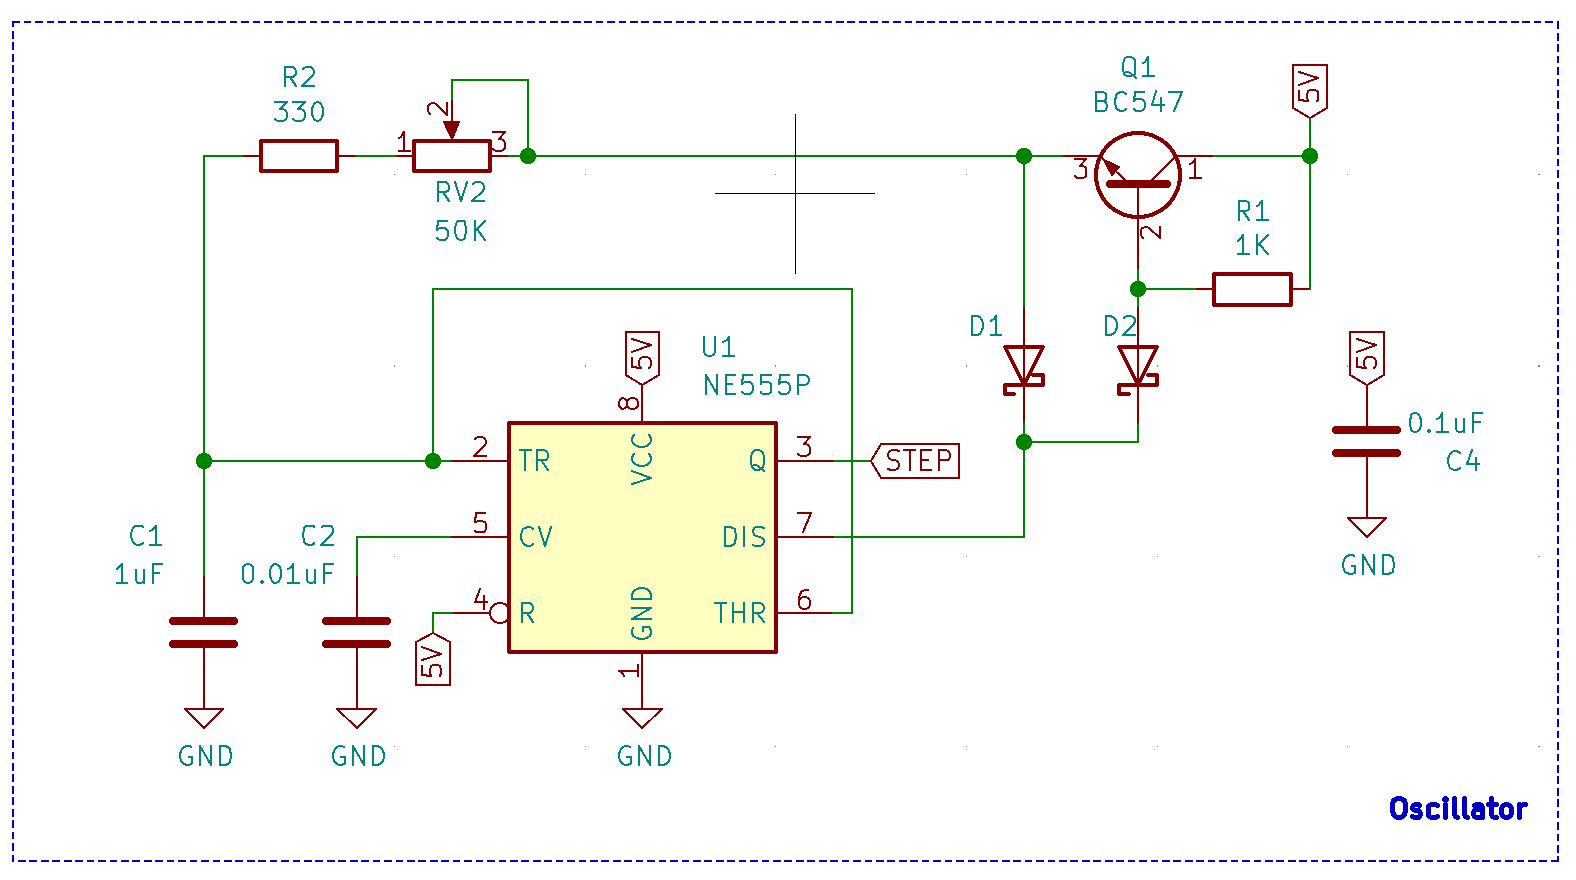 R2
330
Q1
BC547
5V
2
1
3
3
1
RV2
50K
2
R1
1K
D1
D2
5V
U1
NE555P
8
5V
0.1uF
C4
2
TR
VCC
Q
3
STEP
C1
1uF
C2
0.01uF
5
CV
DIS
7
GND
4
R
GND
THR
6
5V
1
GND
GND
GND
Oscillator